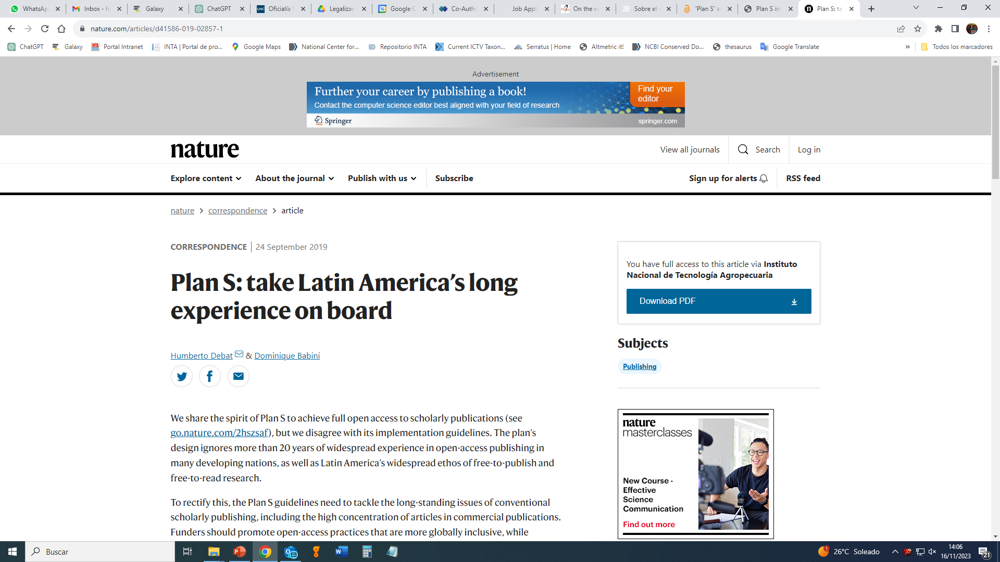 WhatsAp
Inbox - h
Galaxy
ChatGPT
UNC
Oficialía
Legalizac
16
Google C
Co-Auth
Job Appl
On the va
Sobre el
'Plan S' a
Plan S in
n
Plan S: ta
nature.com/articles/d41586-019-02857-1
ChatGPT
Galaxy
INTA
Portal Intranet
INTA | Portal de pro...
Google Maps
National Center for...
Repositorio INTA
Current ICTV Taxon...
Serratus | Home
Altmetric it!
NCBI Conserved Do...
thesaurus
Google Translate
»
Todos los marcadores
Advertisement
Further your career by publishing a book!
Contact the computer science editor best aligned with your field of research
Find your
editor
Springer
springer.com
nature
View all journals
Search
Log in
Explore content
About the journal
Publish with us
Subscribe
Sign up for alerts
RSS feed
nature > correspondence > article
CORRESPONDENCE | 24 September 2019
Plan S: take Latin America’s long
experience on board
Humberto Debat & Dominique Babini
We share the spirit of Plan S to achieve full open access to scholarly publications (see
go.nature.com/2hszsaf), but we disagree with its implementation guidelines. The plan’s
design ignores more than 20 years of widespread experience in open-access publishing in
many developing nations, as well as Latin America’s widespread ethos of free-to-publish and
free-to-read research.
To rectify this, the Plan S guidelines need to tackle the long-standing issues of conventional
scholarly publishing, including the high concentration of articles in commercial publications.
Funders should promote open-access practices that are more globally inclusive, while
You have full access to this article via Instituto
Nacional de Tecnología Agropecuaria
Download PDF
Subjects
Publishing
nature
masterclasses
New Course -
Effective
Science
Communication
Find out more
Buscar
1
26°C Soleado
14:06
16/11/2023
21